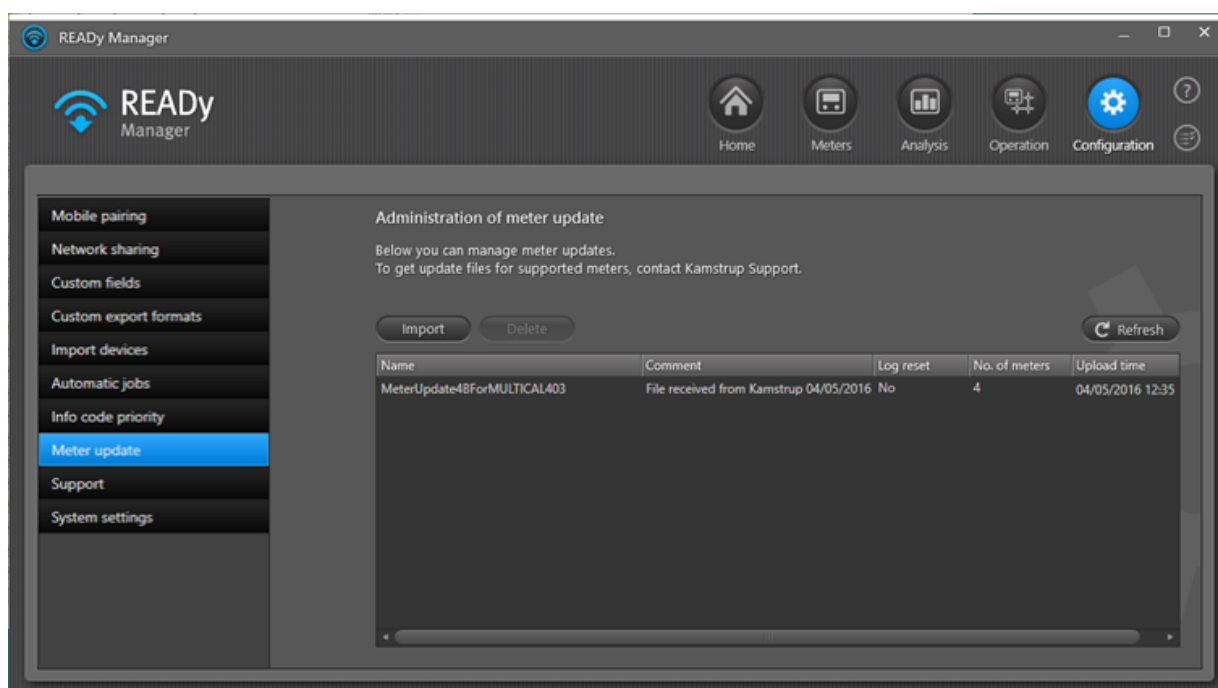 READy Manager
READy
Manager
Home Meters Analysis Operation Configuration
Mobile pairing
Network sharing
Custom fields
Custom export formats
Import devices
Automatic jobs
Info code priority
Meter update
Support
System settings
Administration of meter update
Below you can manage meter updates.
To get update files for supported meters, contact Kamstrup Support.
Import Delete Refresh
Name Comment Log reset No. of meters Upload time
MeterUpdate48ForMULTICAL403 File received from Kamstrup 04/05/2016 No 4 04/05/2016 12:35